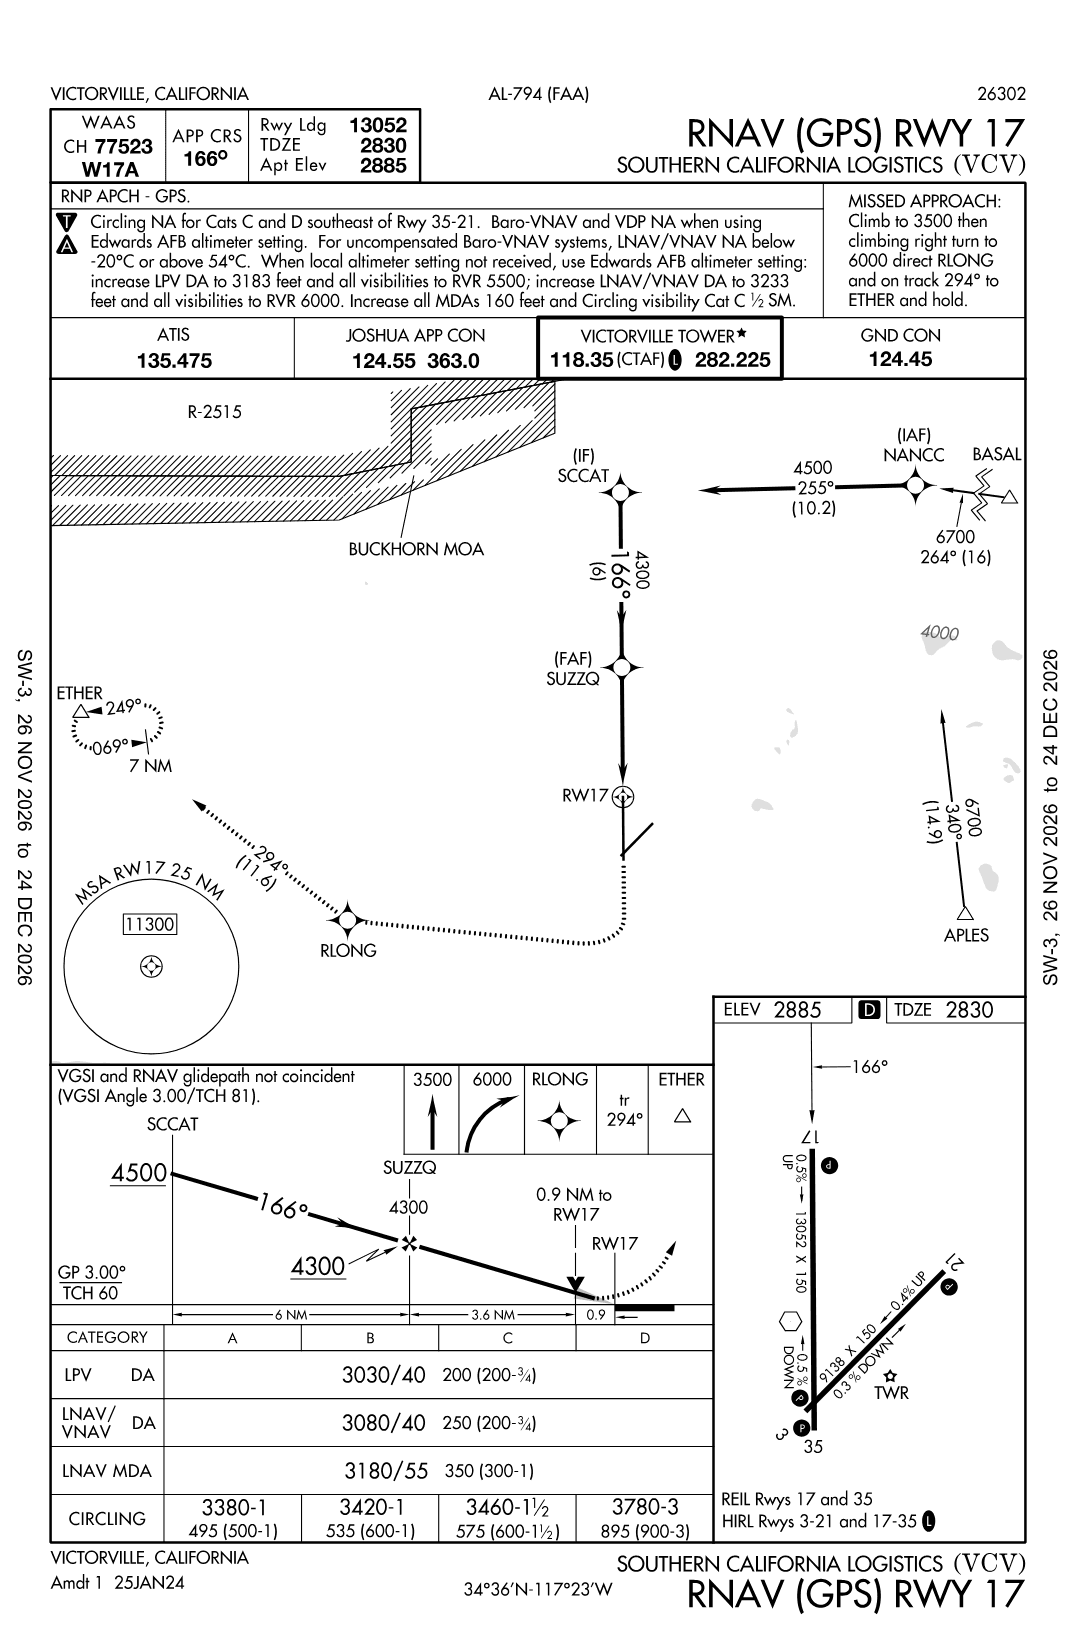 VICTORVILLE, CALIFORNIA
AL-794 (FAA)
26302
WAAS
CH 77523
W17A
APP CRS
166°
Rwy Ldg 13052
TDZE 2830
Apt Elev 2885
RNAV (GPS) RWY 17
SOUTHERN CALIFORNIA LOGISTICS (VCV)
RNP APCH - GPS.
T
A
Circling NA for Cats C and D southeast of Rwy 35-21. Baro-VNAV and VDP NA when using
Edwards AFB altimeter setting. For uncompensated Baro-VNAV systems, LNAV/VNAV NA below
-20°C or above 54°C. When local altimeter setting not received, use Edwards AFB altimeter setting:
increase LPV DA to 3183 feet and all visibilities to RVR 5500; increase LNAV/VNAV DA to 3233
feet and all visibilities to RVR 6000. Increase all MDAs 160 feet and Circling visibility Cat C ½ SM.
MISSED APPROACH:
Climb to 3500 then
climbing right turn to
6000 direct RLONG
and on track 294° to
ETHER and hold.
ATIS
135.475
JOSHUA APP CON
124.55 363.0
VICTORVILLE TOWER★
118.35 (CTAF) L 282.225
GND CON
124.45
R-2515
BUCKHORN MOA
(IF)
SCCAT
4500
255°
(10.2)
(IAF)
NANCC
BASAL
6700
264° (16)
4300
166°
(6)
4000
(FAF)
SUZZQ
ETHER
249°
069°
7 NM
RW17
294°
(11.6)
RLONG
6700
340°
(14.9)
APLES
MSA RW17 25 NM
11300
SW-3, 26 NOV 2026 to 24 DEC 2026
SW-3, 26 NOV 2026 to 24 DEC 2026
ELEV 2885
D
TDZE 2830
166°
17
P
0.5%
UP
13052 X 150
0.5%
DOWN
21
P
0.4% UP
9138 X 150
0.3% DOWN
TWR
P
P
3
35
REIL Rwys 17 and 35
HIRL Rwys 3-21 and 17-35 L
VGSI and RNAV glidepath not coincident
(VGSI Angle 3.00/TCH 81).
3500
6000
RLONG
tr
294°
ETHER
SCCAT
4500
166°
SUZZQ
4300
4300
0.9 NM to
RW17
RW17
GP 3.00°
TCH 60
6 NM
3.6 NM
0.9
CATEGORY A B C D
LPV DA 3030/40 200 (200-¾)
LNAV/
VNAV DA 3080/40 250 (200-¾)
LNAV MDA 3180/55 350 (300-1)
CIRCLING
3380-1
495 (500-1)
3420-1
535 (600-1)
3460-1½
575 (600-1½)
3780-3
895 (900-3)
VICTORVILLE, CALIFORNIA
Amdt 1 25JAN24
34°36'N-117°23'W
SOUTHERN CALIFORNIA LOGISTICS (VCV)
RNAV (GPS) RWY 17